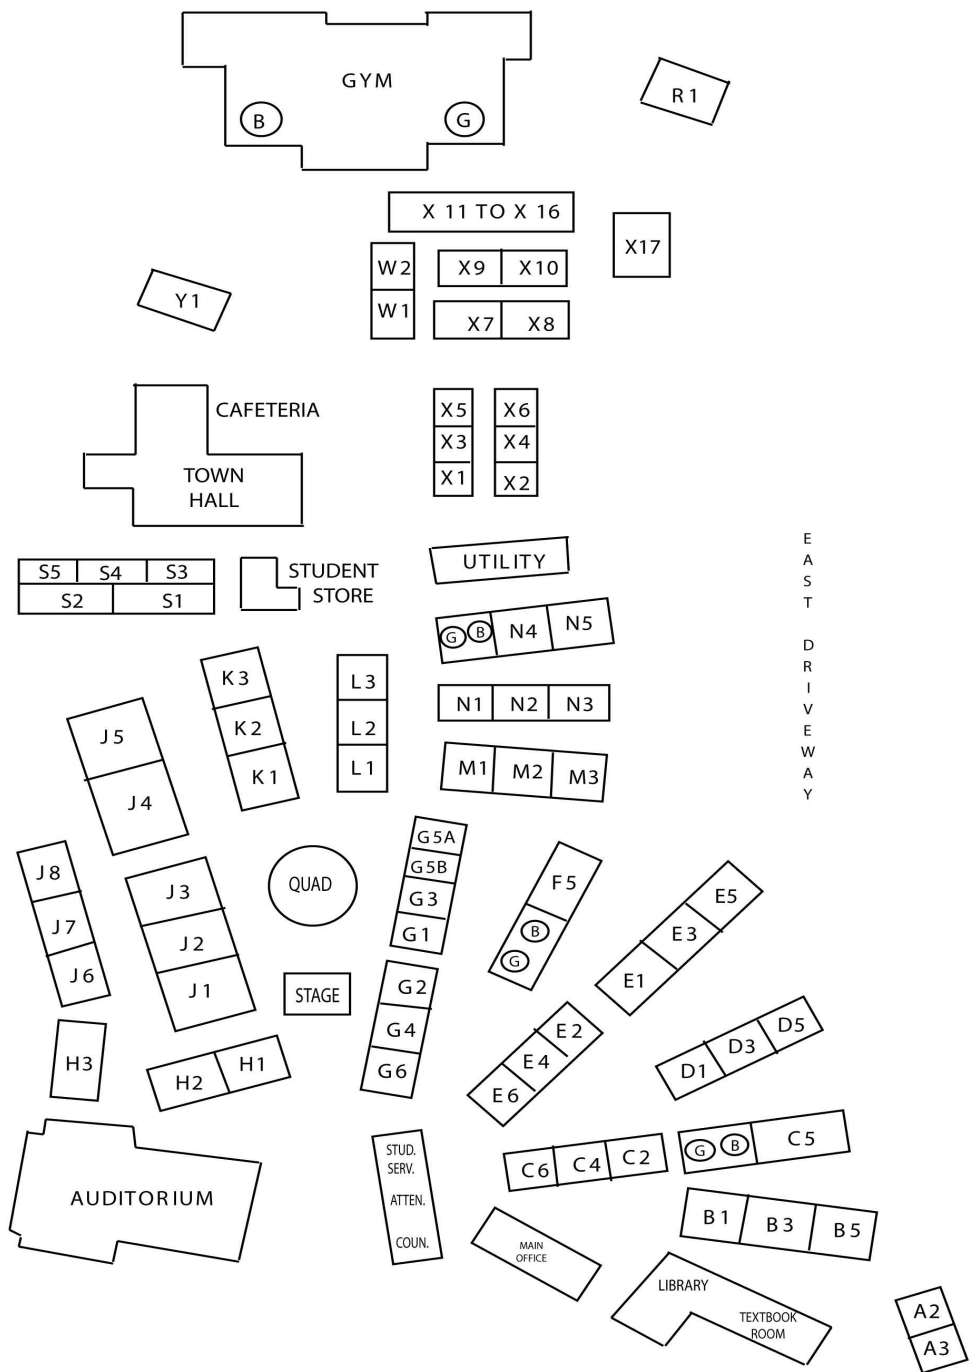 GYM
B
G
R1
X 11 TO X 16
X17
W2
X9
X10
W1
X7
X8
Y1
CAFETERIA
TOWN
HALL
X5
X6
X3
X4
X1
X2
UTILITY
EAST DRIVEWAY
S5
S4
S3
S2
S1
STUDENT
STORE
G
B
N4
N5
K3
K2
K1
L3
L2
L1
N1
N2
N3
M1
M2
M3
J5
J4
J8
J7
J6
J3
J2
J1
QUAD
STAGE
G5A
G5B
G3
G1
G2
G4
G6
F5
B
G
E5
E3
E1
E2
E4
E6
D5
D3
D1
H3
H2
H1
AUDITORIUM
STUD.
SERV.
ATTEN.
COUN.
C6
C4
C2
G
B
C5
B1
B3
B5
MAIN
OFFICE
LIBRARY
TEXTBOOK
ROOM
A2
A3